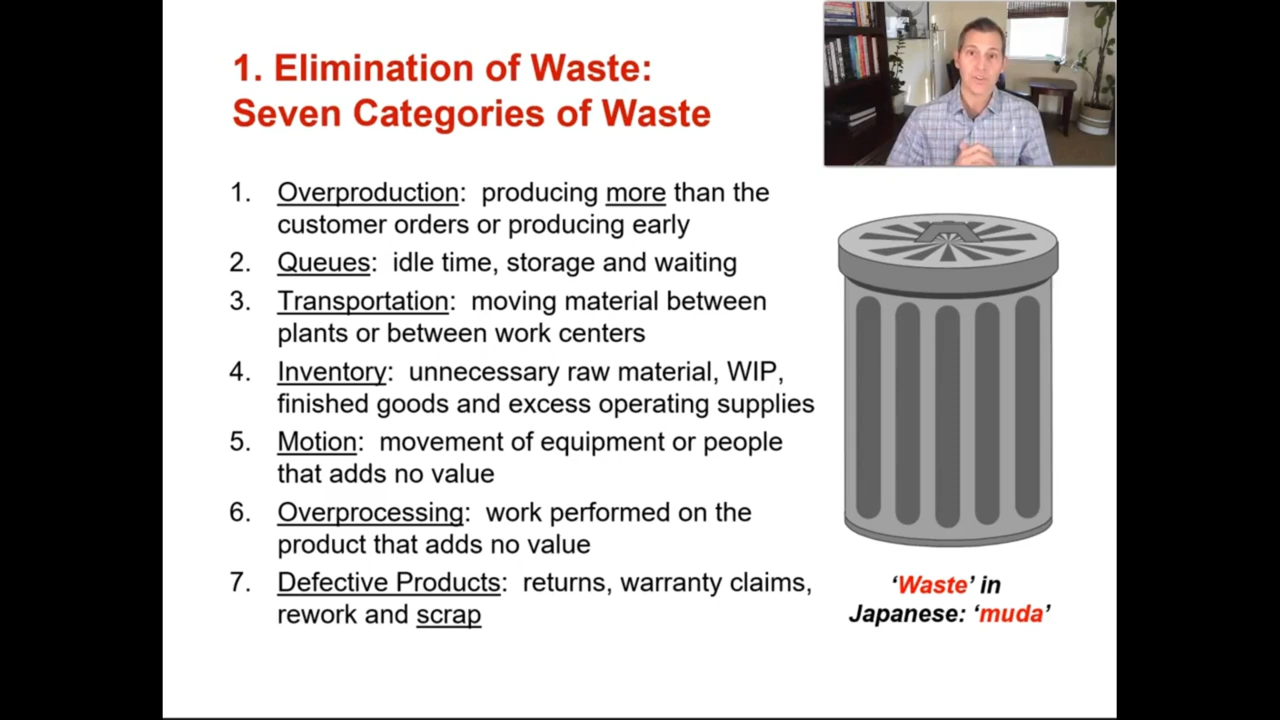 1. Elimination of Waste:
Seven Categories of Waste
1. Overproduction: producing more than the
customer orders or producing early
2. Queues: idle time, storage and waiting
3. Transportation: moving material between
plants or between work centers
4. Inventory: unnecessary raw material, WIP,
finished goods and excess operating supplies
5. Motion: movement of equipment or people
that adds no value
6. Overprocessing: work performed on the
product that adds no value
7. Defective Products: returns, warranty claims,
rework and scrap
‘Waste’ in
Japanese: ‘muda’